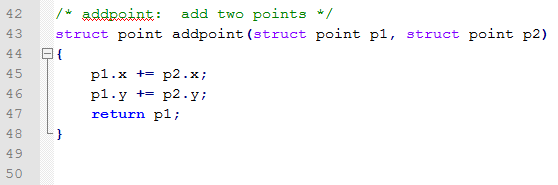 42 /* addpoint:  add two points */
43 struct point addpoint(struct point p1, struct point p2)
44 {
45     p1.x += p2.x;
46     p1.y += p2.y;
47     return p1;
48 }
49
50